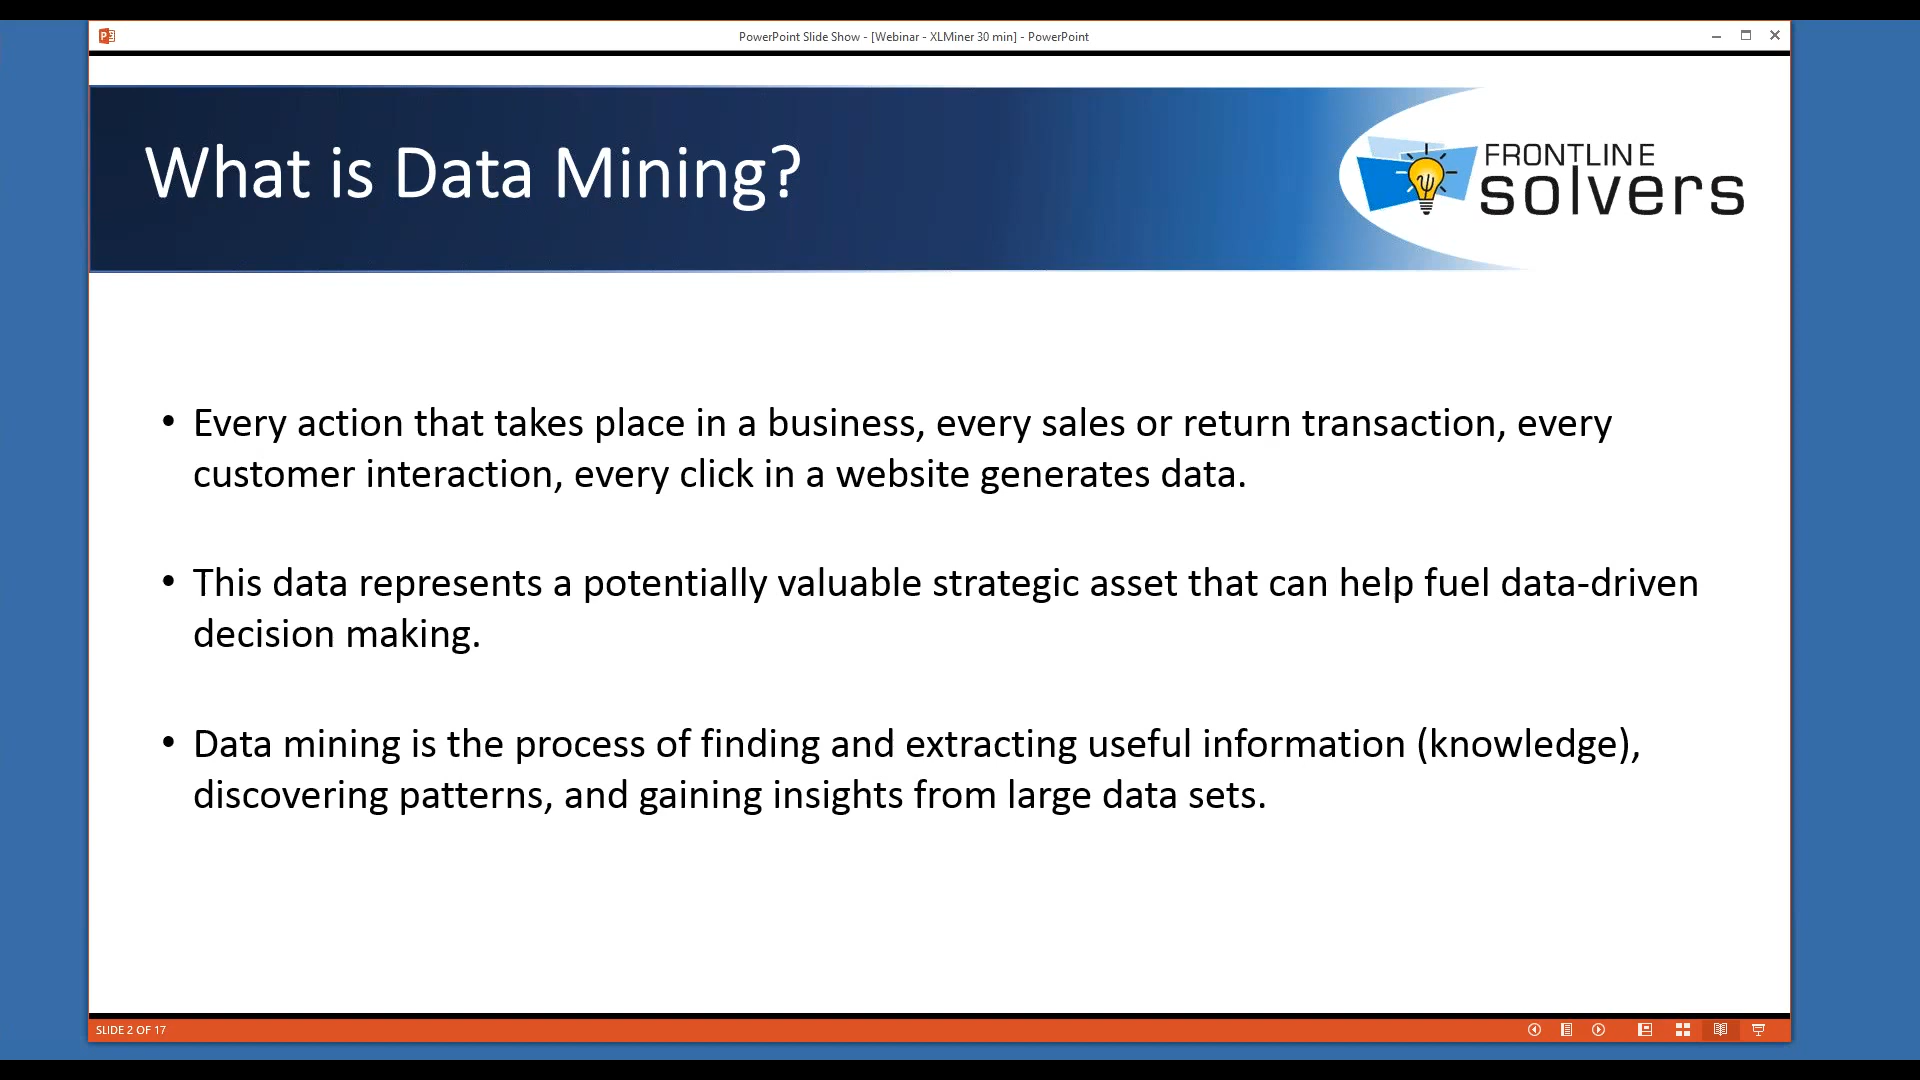 PowerPoint Slide Show - [Webinar - XLMiner 30 min] - PowerPoint
What is Data Mining?
FRONTLINE
solvers
• Every action that takes place in a business, every sales or return transaction, every
customer interaction, every click in a website generates data.
• This data represents a potentially valuable strategic asset that can help fuel data-driven
decision making.
• Data mining is the process of finding and extracting useful information (knowledge),
discovering patterns, and gaining insights from large data sets.
SLIDE 2 OF 17